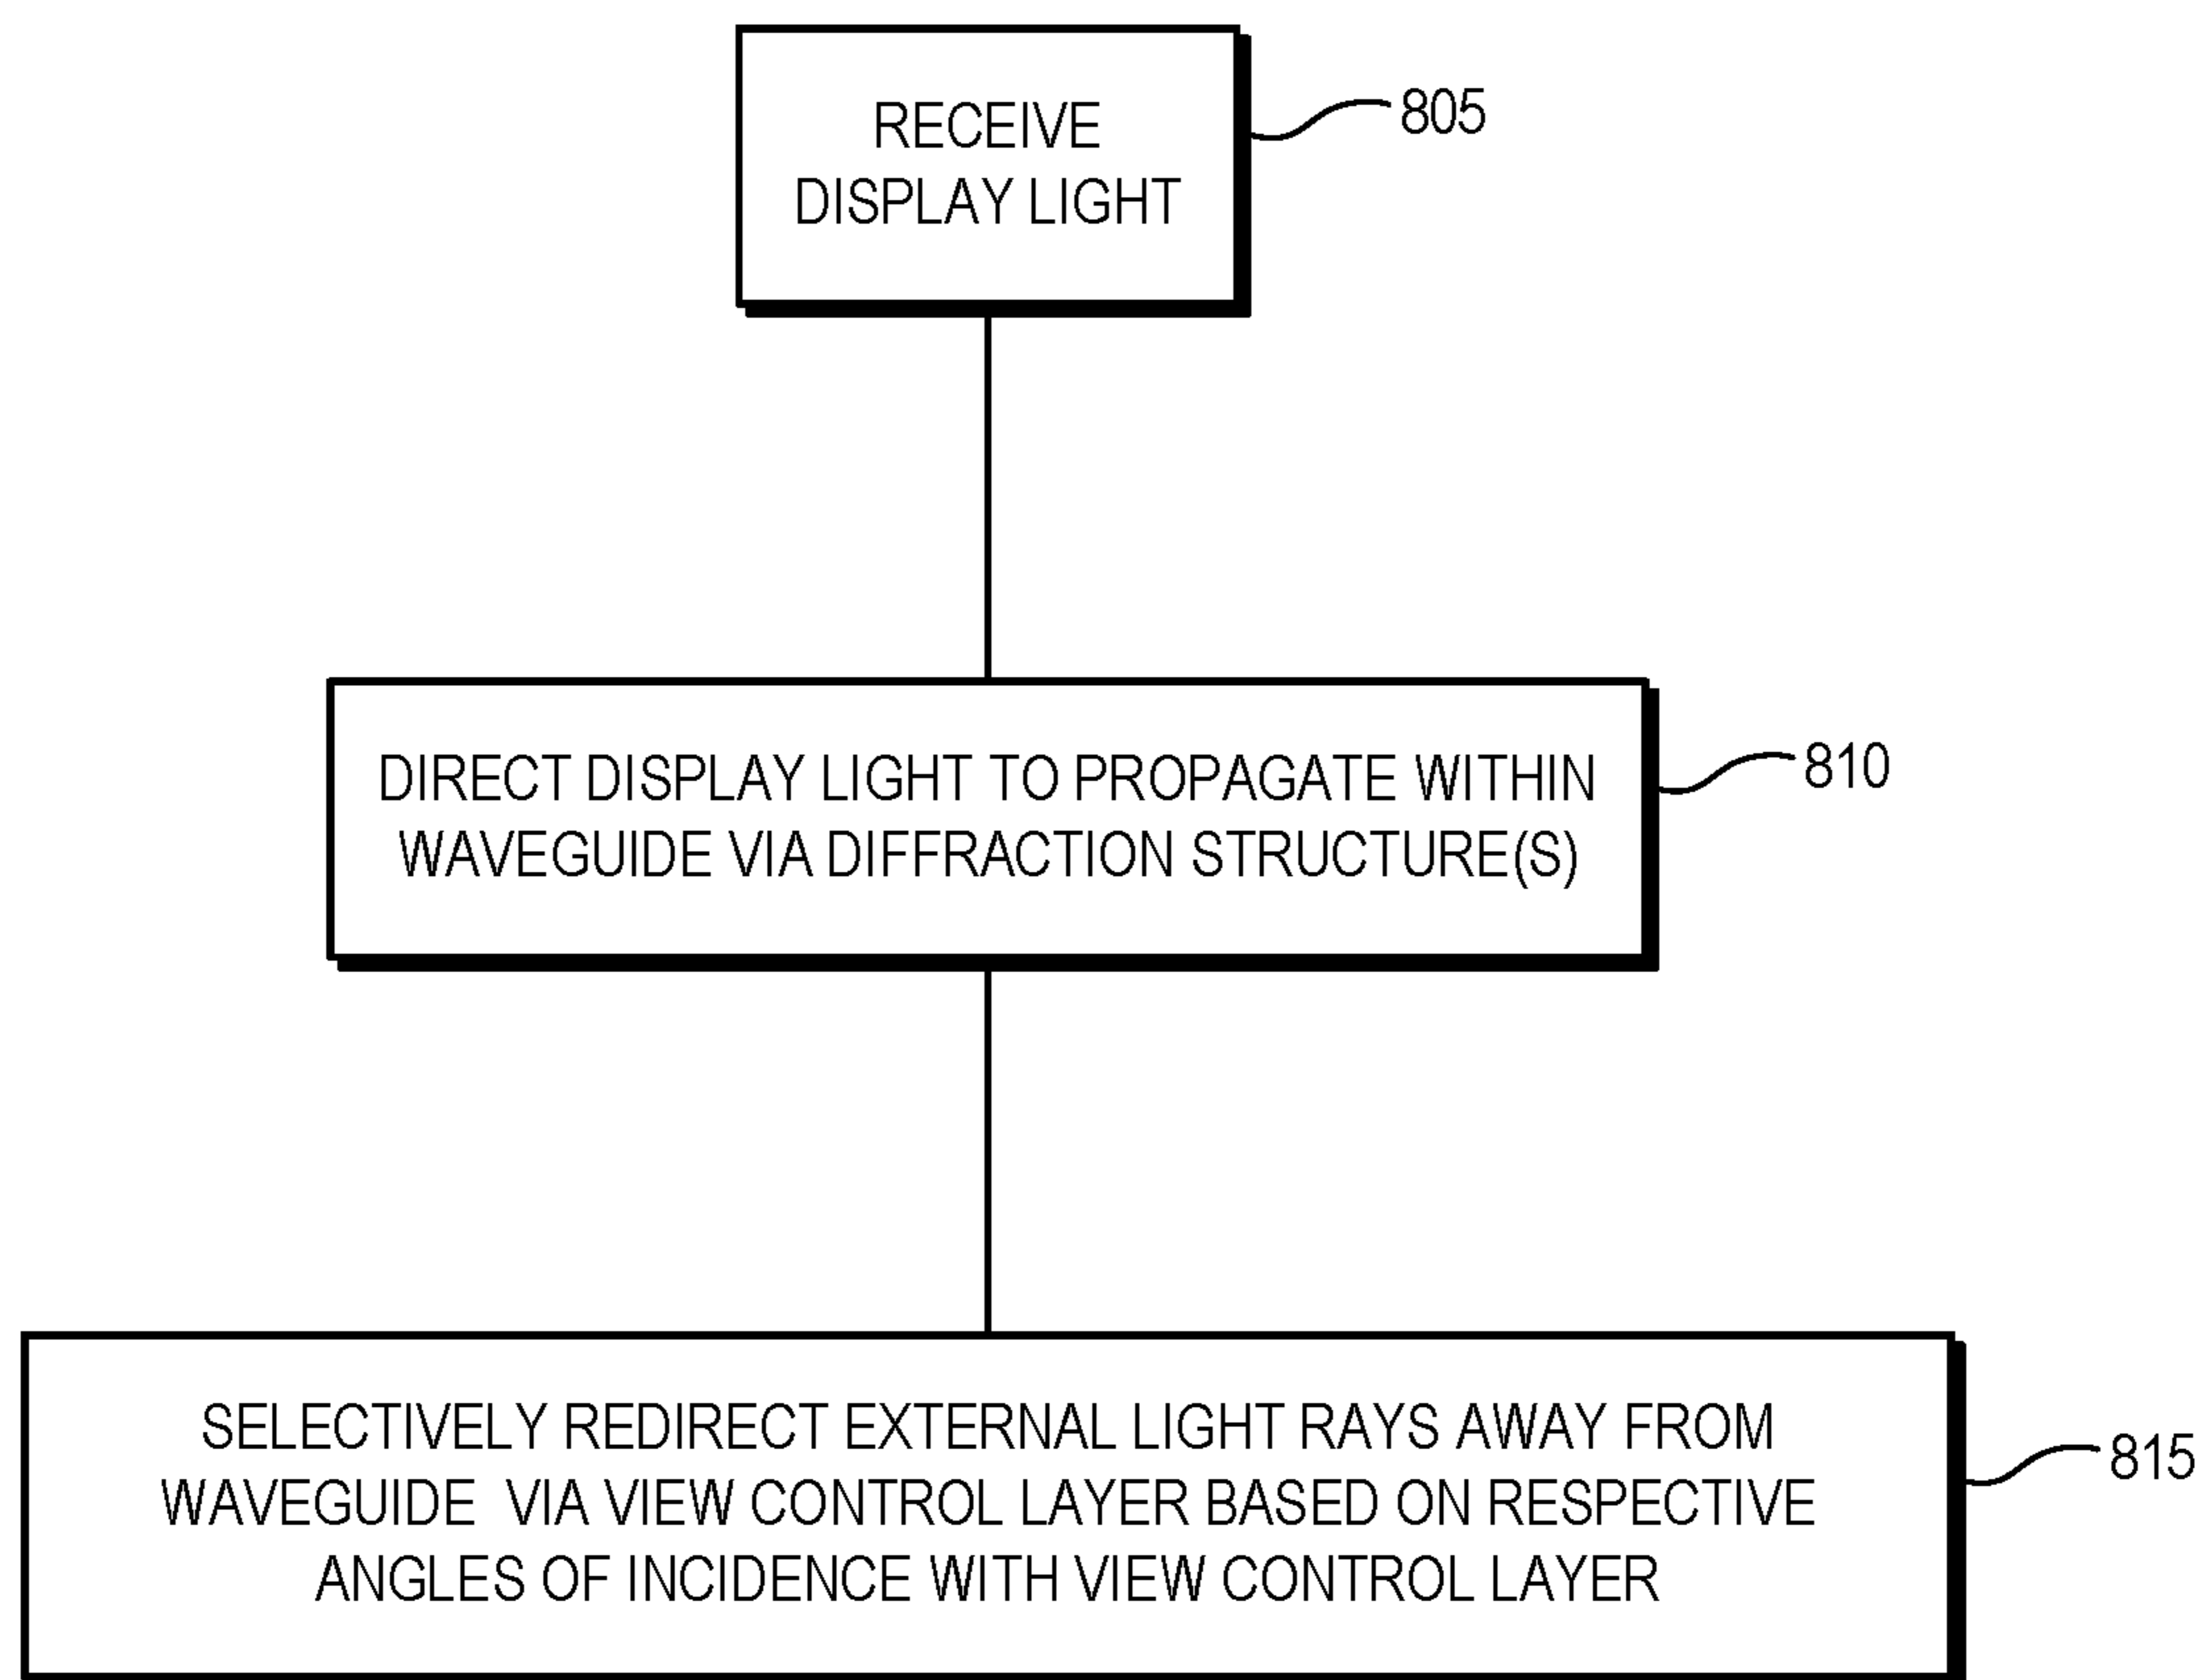 RECEIVE
DISPLAY LIGHT
805
DIRECT DISPLAY LIGHT TO PROPAGATE WITHIN
WAVEGUIDE VIA DIFFRACTION STRUCTURE(S)
810
SELECTIVELY REDIRECT EXTERNAL LIGHT RAYS AWAY FROM
WAVEGUIDE VIA VIEW CONTROL LAYER BASED ON RESPECTIVE
ANGLES OF INCIDENCE WITH VIEW CONTROL LAYER
815